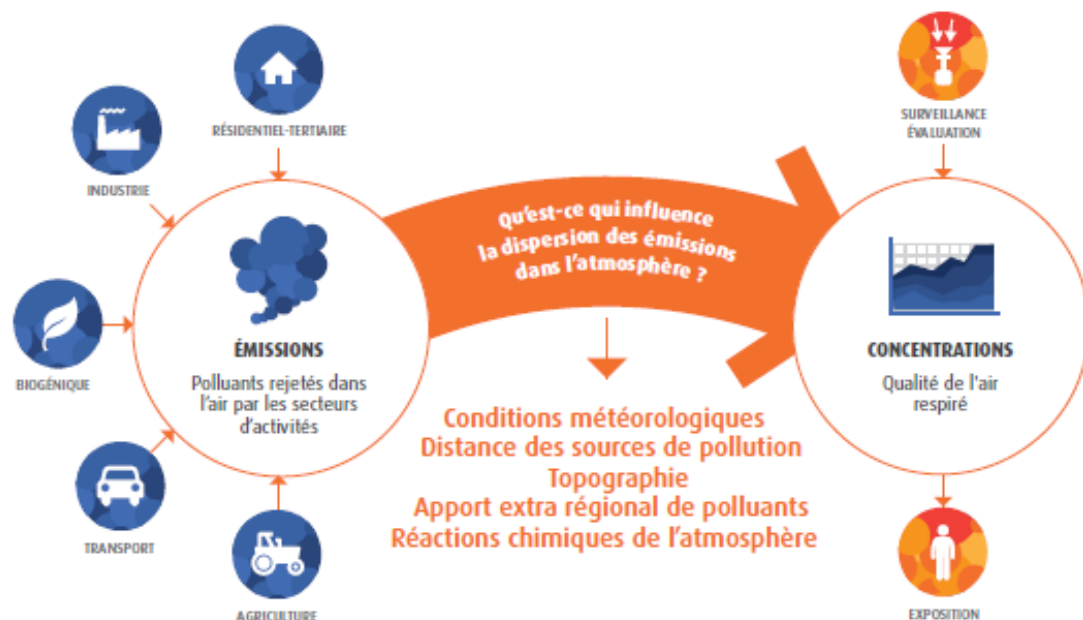 RÉSIDENTIEL-TERTIAIRE
INDUSTRIE
BIOGÉNIQUE
TRANSPORT
AGRICULTURE
ÉMISSIONS
Polluants rejetés dans
l'air par les secteurs
d'activités
Qu'est-ce qui influence
la dispersion des émissions
dans l'atmosphère ?
Conditions météorologiques
Distance des sources de pollution
Topographie
Apport extra régional de polluants
Réactions chimiques de l'atmosphère
SURVEILLANCE
ÉVALUATION
CONCENTRATIONS
Qualité de l'air
respiré
EXPOSITION